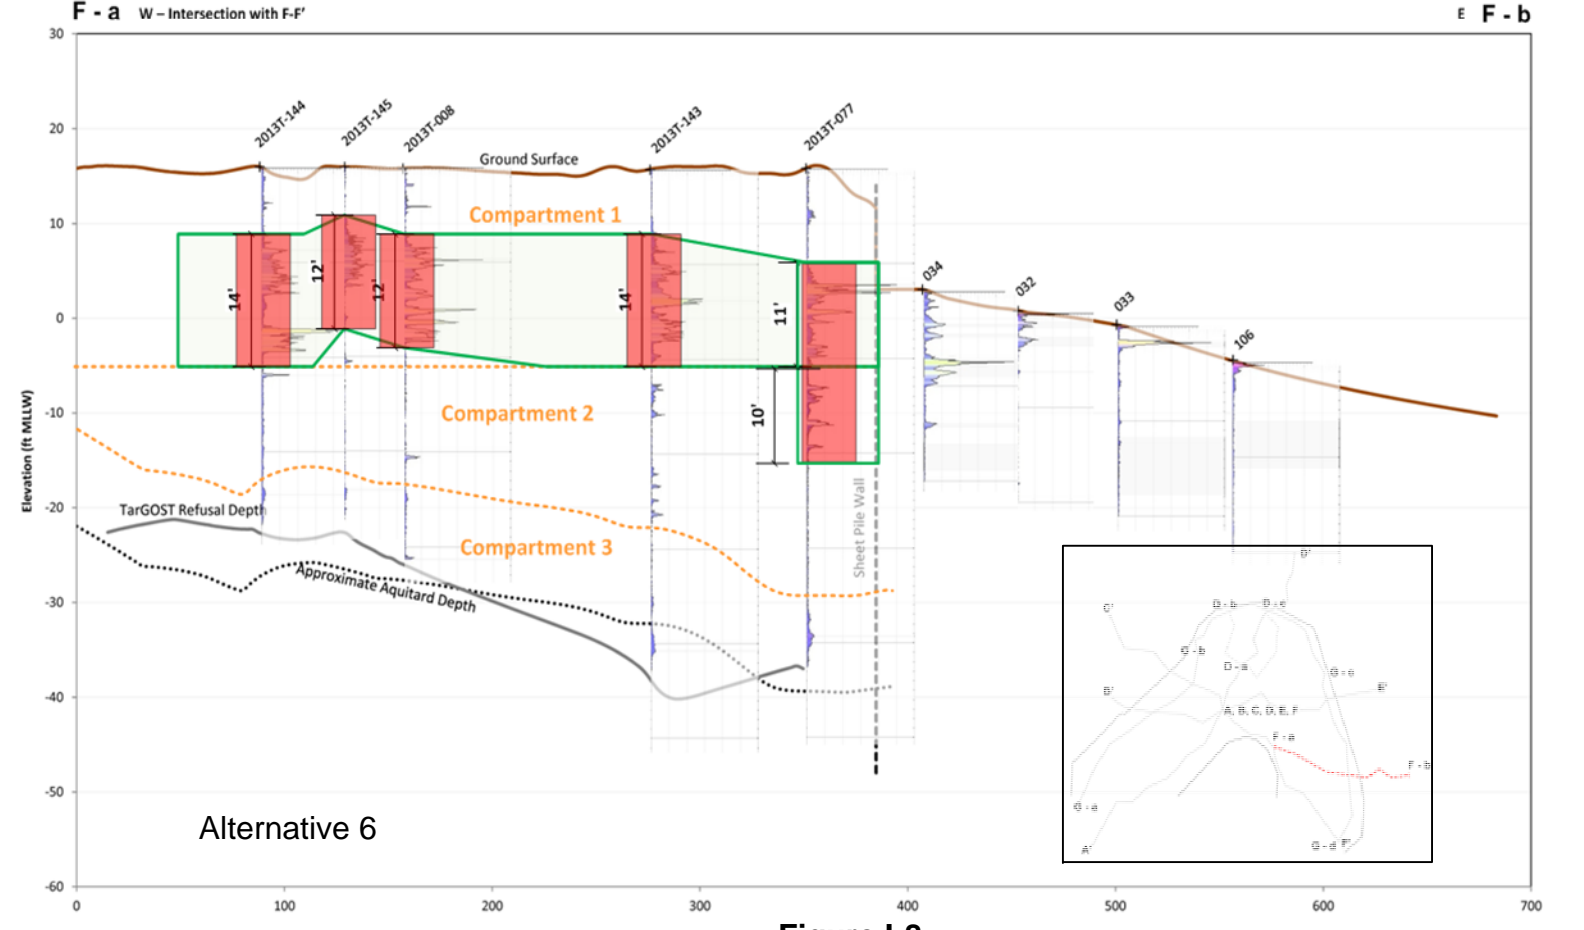 F - a W – Intersection with F-F' E F - b
30
20
10
0
-10
-20
-30
-40
-50
-60
Elevation (ft MLLW)
2013T-144
2013T-145
2013T-008
2013T-143
2013T-077
Ground Surface
Compartment 1
034
032
033
106
14'
12'
12'
14'
11'
10'
Compartment 2
TarGOST Refusal Depth
Compartment 3
Approximate Aquitard Depth
Sheet Pile Wall
Alternative 6
D'
C'
D - b
D - c
G - b
D - a
G - c
B'
E'
A, B, C, D, E, F
F - a
F - b
G - a
A'
G - d F'
0 100 200 300 400 500 600 700